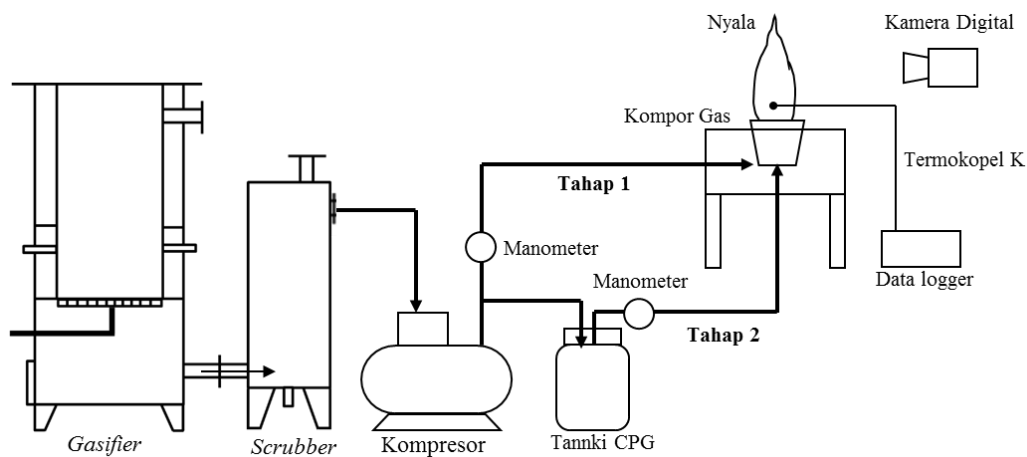 Nyala
Kamera Digital
Kompor Gas
Termokopel K
Tahap 1
Manometer
Manometer
Data logger
Tahap 2
Gasifier
Scrubber
Kompresor
Tannki CPG